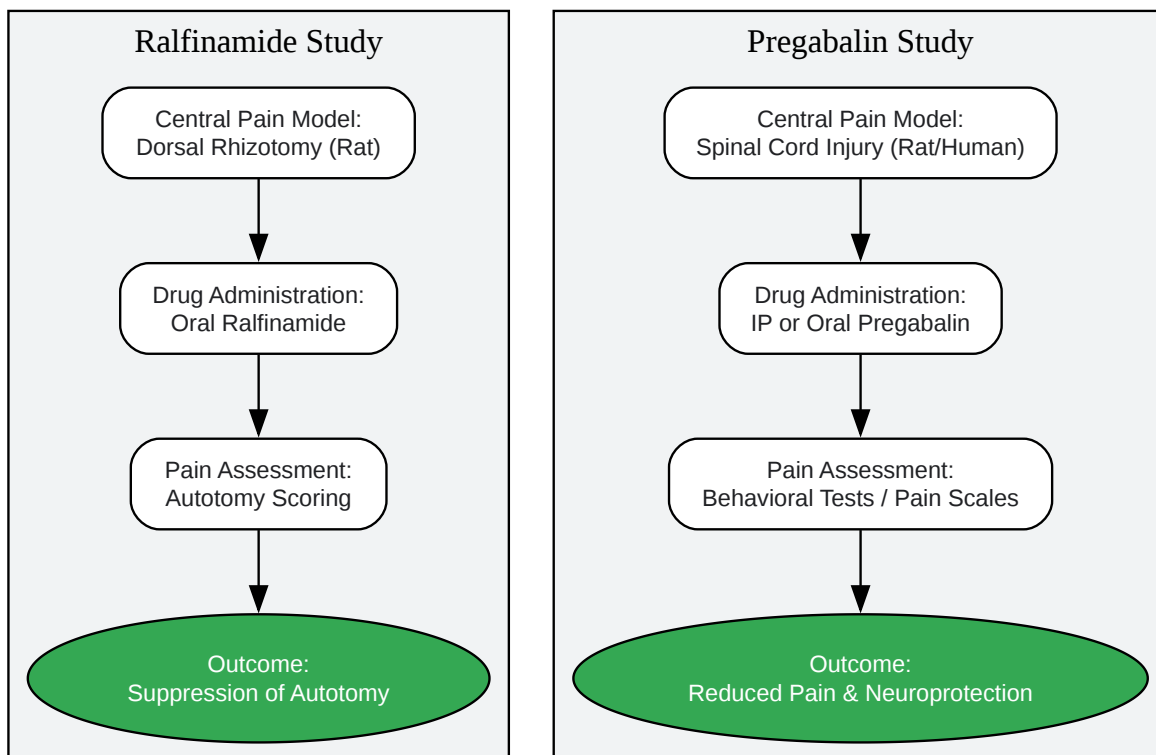 Ralfinamide Study
Central Pain Model:
Dorsal Rhizotomy (Rat)
Drug Administration:
Oral Ralfinamide
Pain Assessment:
Autotomy Scoring
Outcome:
Suppression of Autotomy
Pregabalin Study
Central Pain Model:
Spinal Cord Injury (Rat/Human)
Drug Administration:
IP or Oral Pregabalin
Pain Assessment:
Behavioral Tests / Pain Scales
Outcome:
Reduced Pain & Neuroprotection